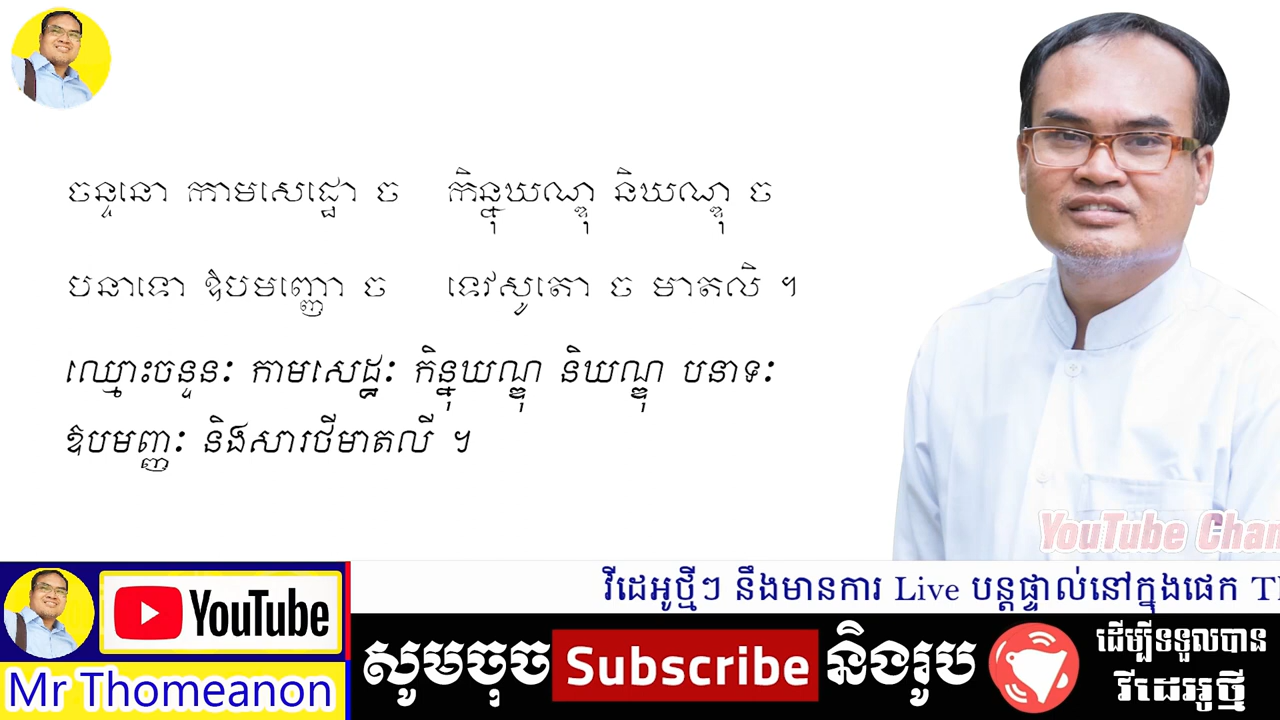 ចន្ទនោ កាមសេដ្ឋោ ច កិន្នុឃណ្ឌុ និឃណ្ឌុ ច
បនាទោ ឱបមញ្ញោ ច ទេវសូតោ ច មាតលិ ។
ឈ្មោះចន្ទនៈ កាមសេដ្ឋៈ កិន្នុឃណ្ឌុ និឃណ្ឌុ បនាទៈ
ឱបមញ្ញៈ និងសារថីមាតលី ។
YouTube Chan
វីដេអូថ្មីៗ នឹងមានការ Live បន្តផ្ទាល់នៅក្នុងផេក Th
YouTube
Mr Thomeanon
សូមចុច Subscribe និងរូប
ដើម្បីទទួលបាន
វីដេអូថ្មី